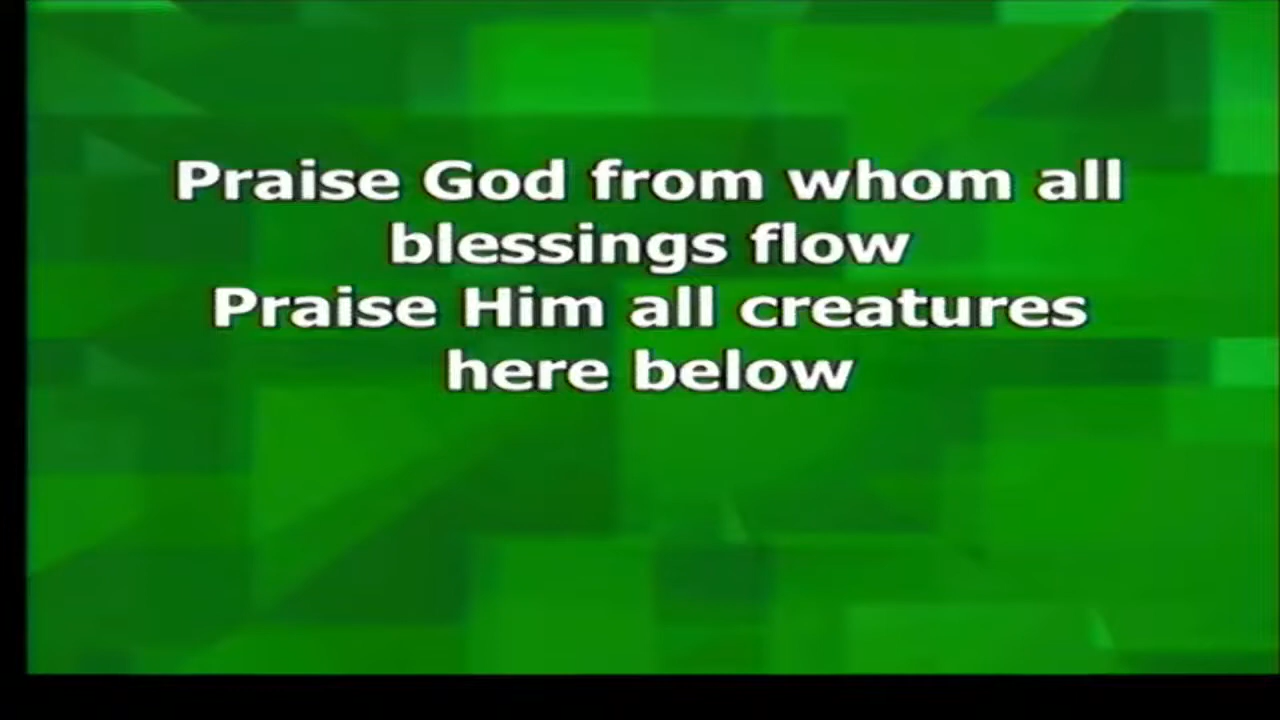 Praise God from whom all
blessings flow
Praise Him all creatures
here below